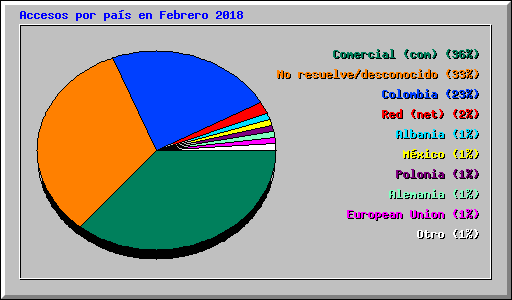 Accesos por país en Febrero 2018
Comercial (com) (36%)
No resuelve/desconocido (33%)
Colombia (23%)
Red (net) (2%)
Albania (1%)
México (1%)
Polonia (1%)
Alemania (1%)
European Union (1%)
Otro (1%)